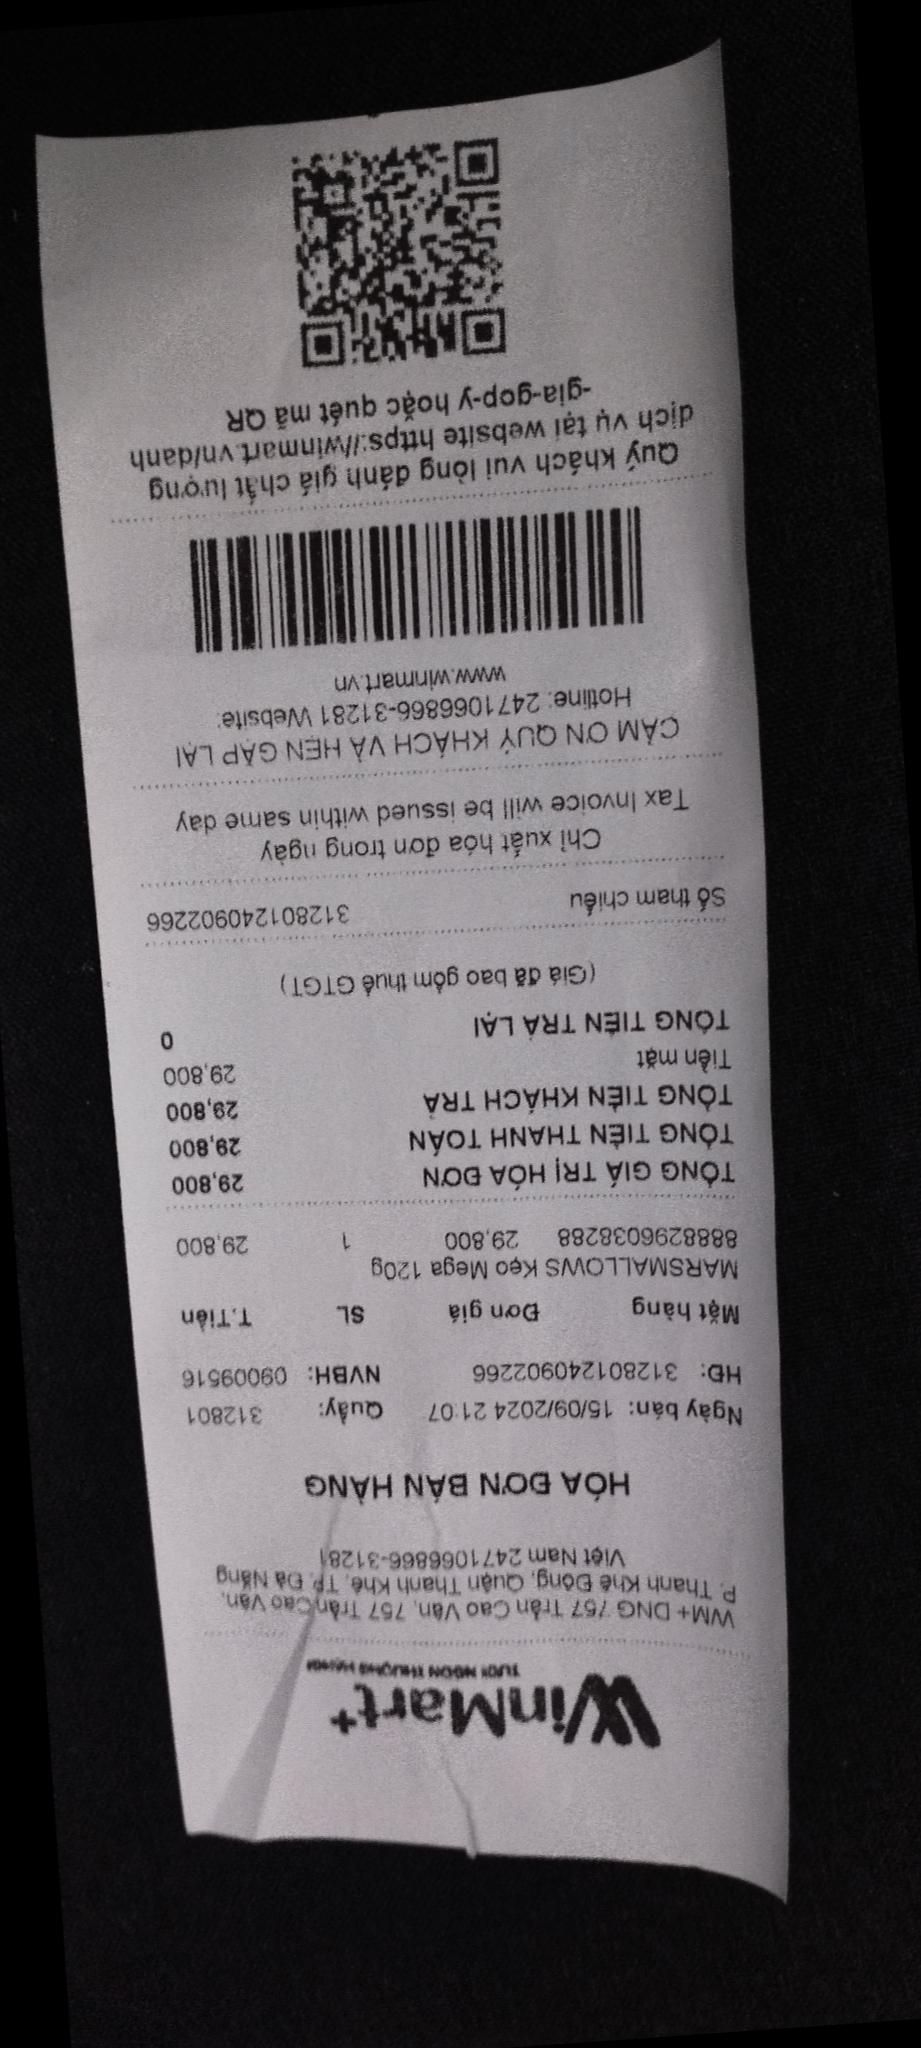 WinMart+
TƯƠI NGON THƯỢNG HẠNG
WM+ DNG 757 Trần Cao Vân, 757 Trần Cao Vân,
P. Thanh Khê Đông, Quận Thanh Khê, TP. Đà Nẵng
Việt Nam 2471066866-31281
HÓA ĐƠN BÁN HÀNG
Ngày bán: 15/09/2024 21:07 Quầy: 312801
HĐ: 312801240902266 NVBH: 09009516
Mặt hàng Đơn giá SL T.Tiền
MARSMALLOWS Kẹo Mega 120g
8888296038288 29,800 1 29,800
TỔNG GIÁ TRỊ HÓA ĐƠN 29,800
TỔNG TIỀN THANH TOÁN 29,800
TỔNG TIỀN KHÁCH TRẢ 29,800
Tiền mặt 29,800
TỔNG TIỀN TRẢ LẠI 0
(Giá đã bao gồm thuế GTGT)
Số tham chiếu 312801240902266
Chỉ xuất hóa đơn trong ngày
Tax Invoice will be issued within same day
CẢM ƠN QUÝ KHÁCH VÀ HẸN GẶP LẠI
Hotline: 2471066866-31281 Website:
www.winmart.vn
Quý khách vui lòng đánh giá chất lượng
dịch vụ tại website https://winmart.vn/danh
-gia-gop-y hoặc quét mã QR